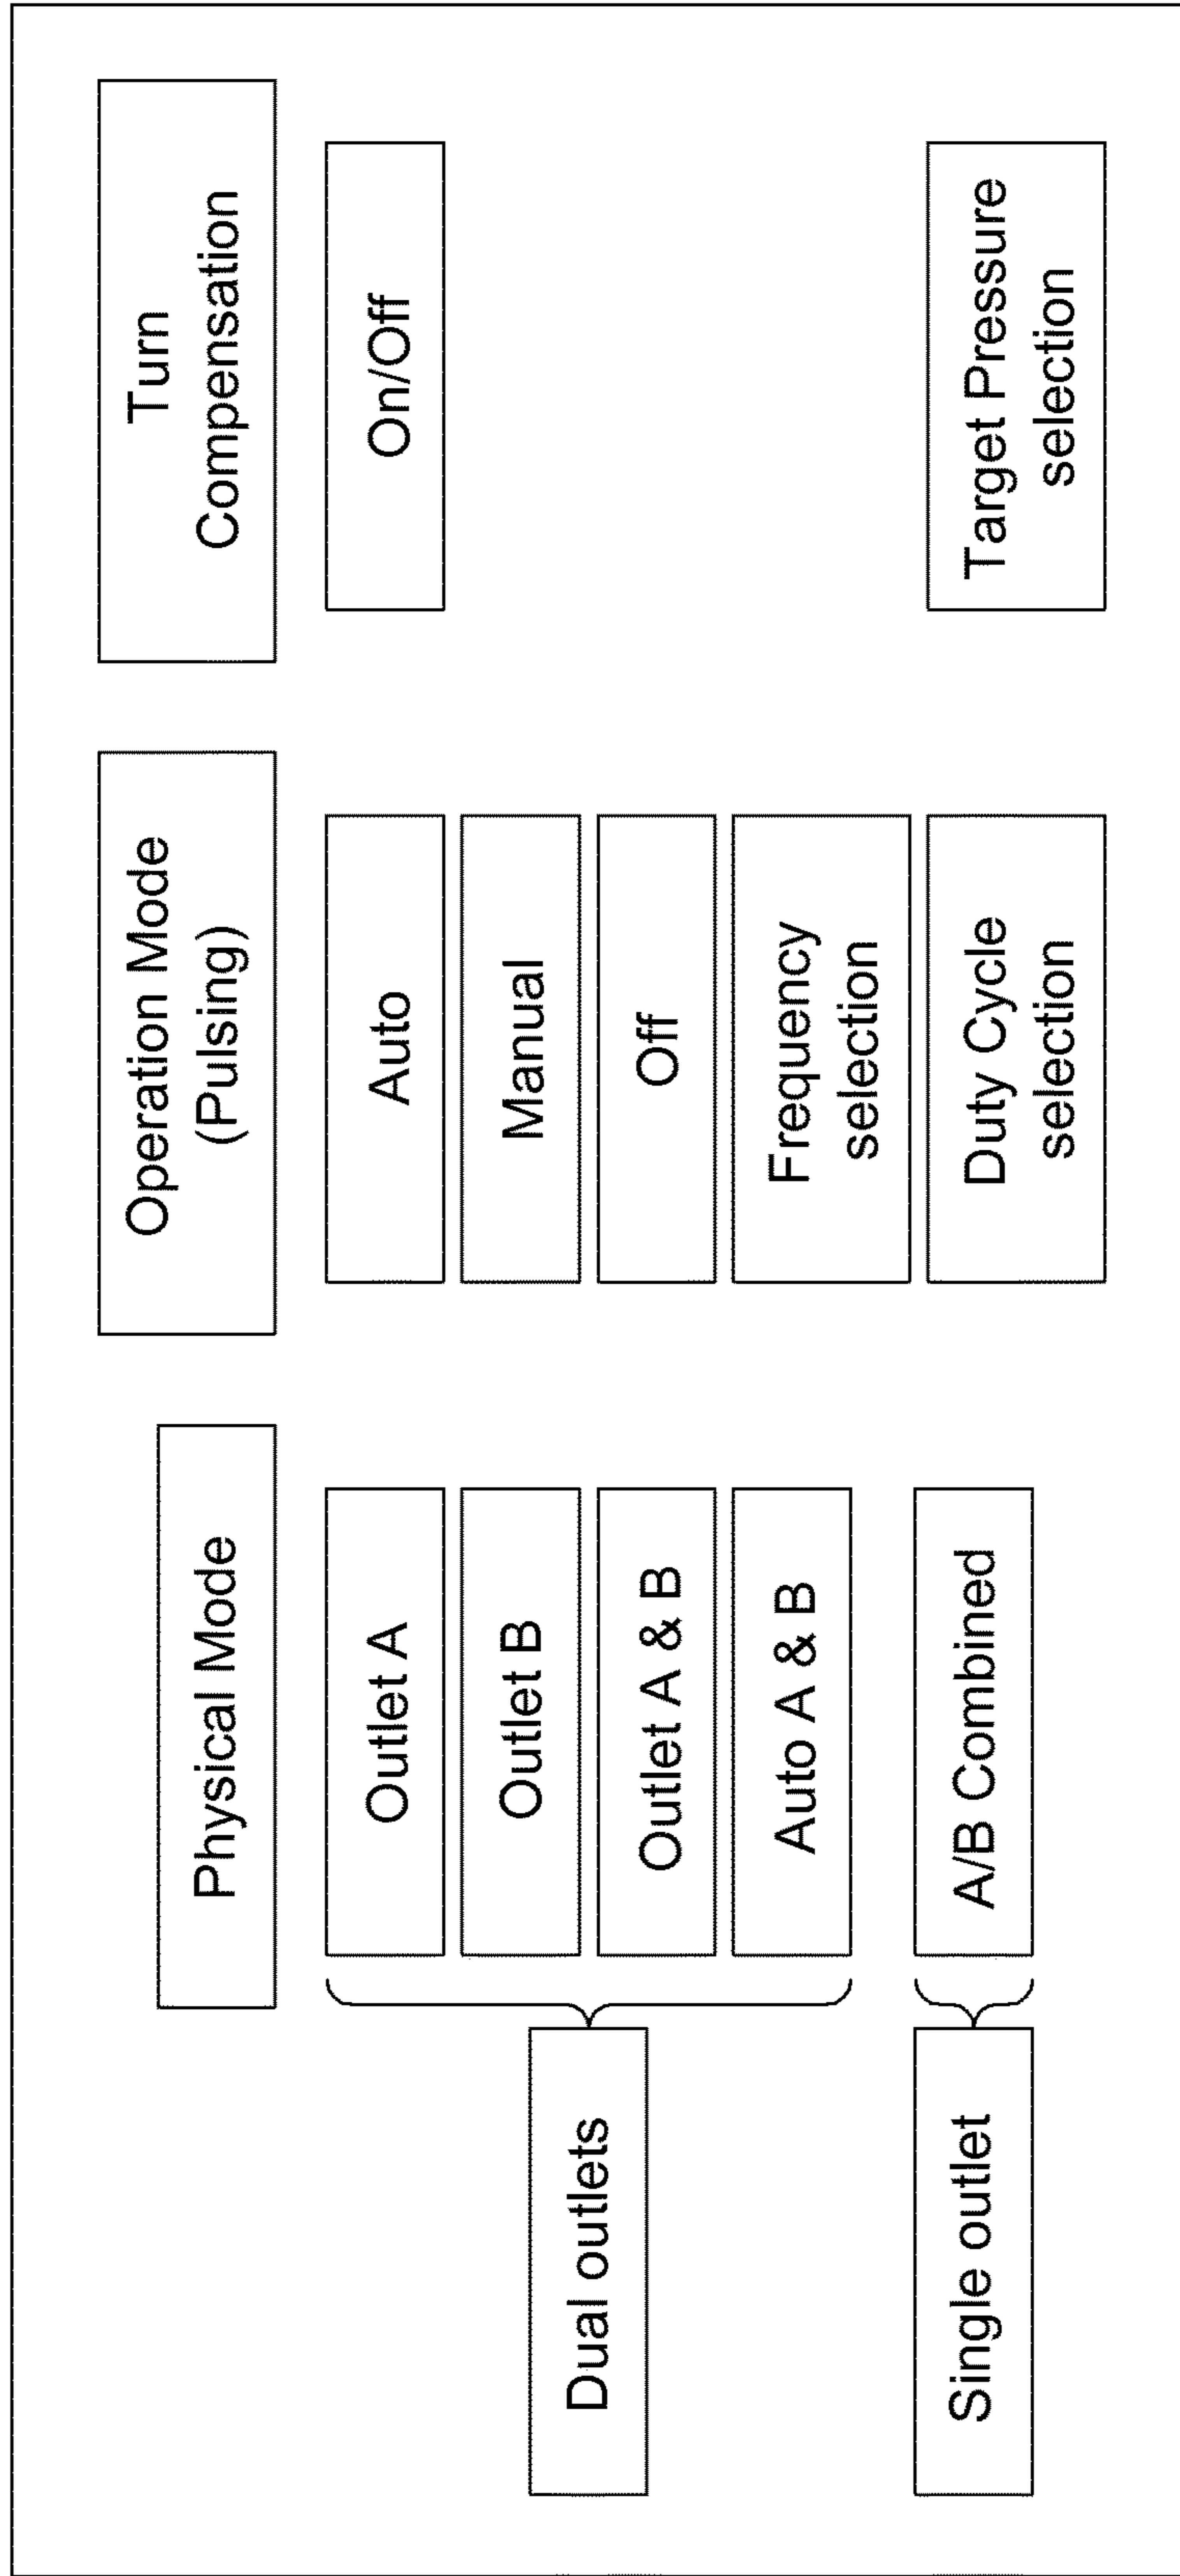 Physical Mode
Operation Mode
(Pulsing)
Turn
Compensation
Dual outlets
Outlet A
Outlet B
Outlet A & B
Auto A & B
Single outlet
A/B Combined
Auto
Manual
Off
Frequency
selection
Duty Cycle
selection
On/Off
Target Pressure
selection